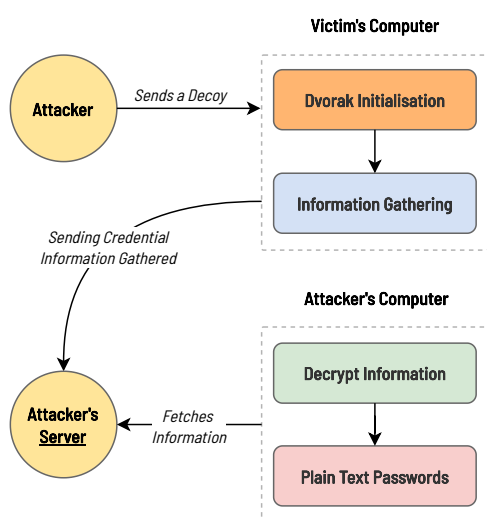 Victim's Computer
Attacker
Sends a Decoy
Dvorak Initialisation
Information Gathering
Sending Credential
Information Gathered
Attacker's Computer
Decrypt Information
Attacker's
Server
Fetches
Information
Plain Text Passwords